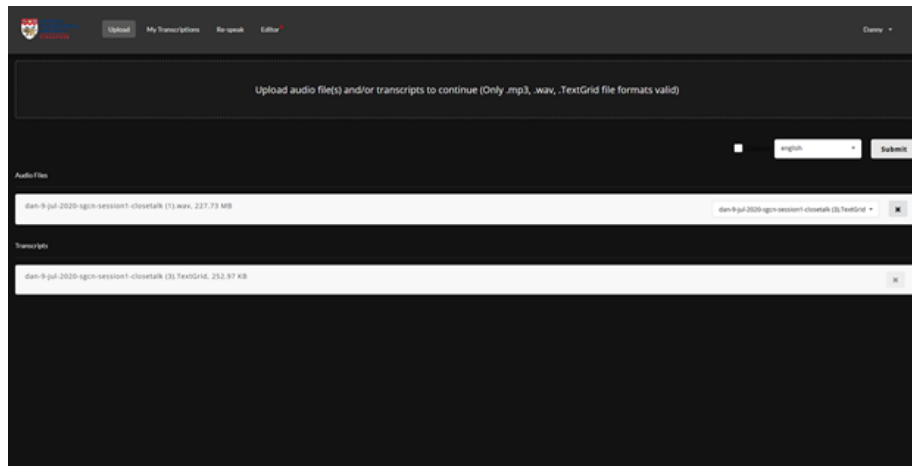 Upload My Transcriptions Re-speak Editor Danny
Upload audio file(s) and/or transcripts to continue (Only .mp3, .wav, .TextGrid file formats valid)
english Submit
Audio Files
dan-9-jul-2020-sgcn-session1-closetalk (1).wav, 227.73 MB dan-9-jul-2020-sgcn-session1-closetalk (3).TextGrid
Transcripts
dan-9-jul-2020-sgcn-session1-closetalk (3).TextGrid, 252.97 KB